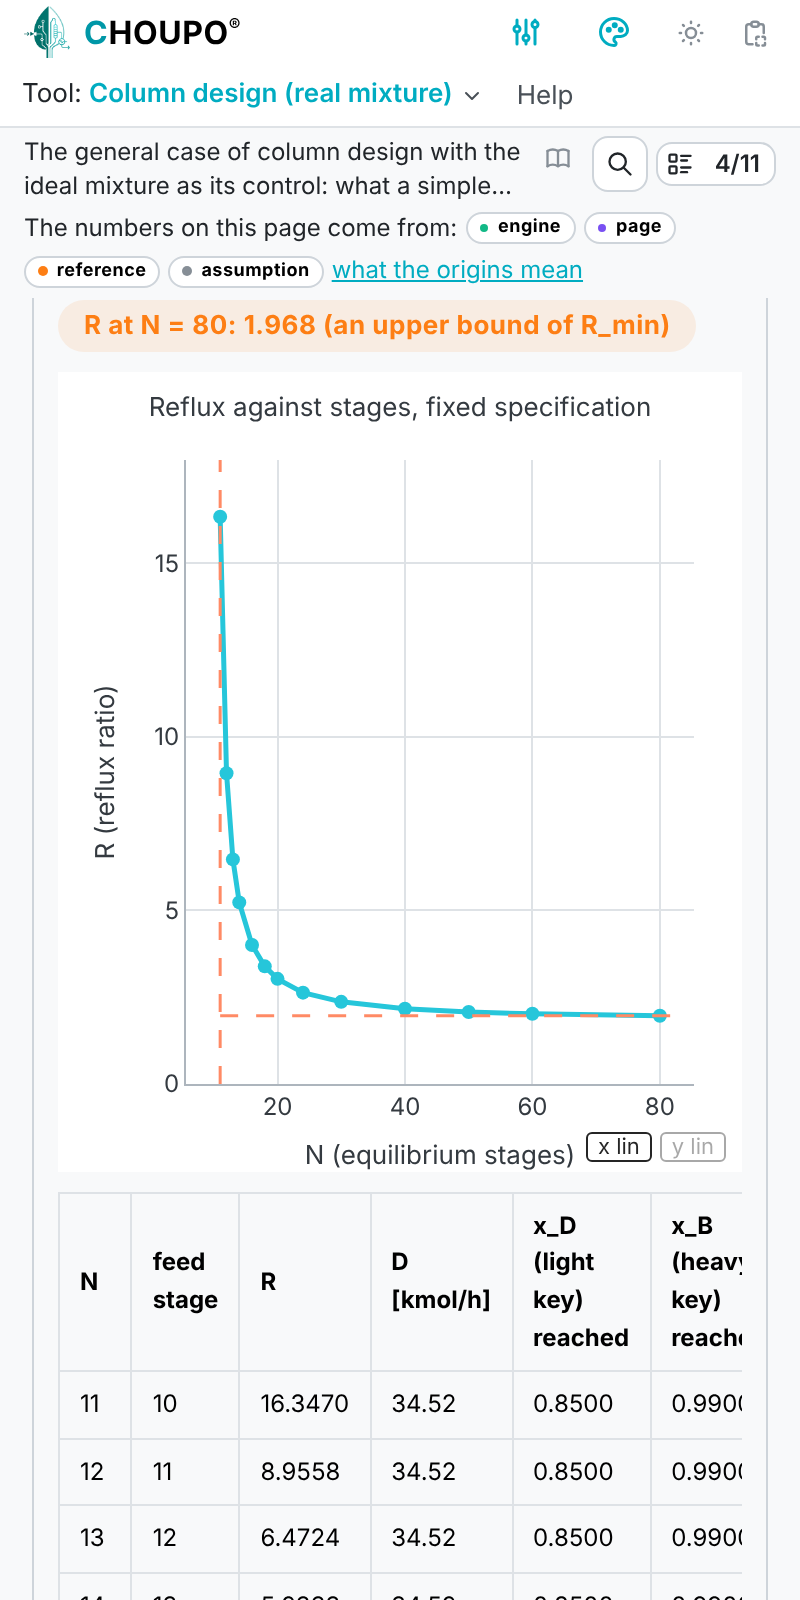 CHOUPO®
Tool: Column design (real mixture)
Help
The general case of column design with the
ideal mixture as its control: what a simple...
4/11
The numbers on this page come from:
engine
page
reference
assumption
what the origins mean
R at N = 80: 1.968 (an upper bound of R_min)
Reflux against stages, fixed specification
R (reflux ratio)
15
10
5
0
20
40
60
80
N (equilibrium stages)
x lin
y lin
N
feed
stage
R
D
[kmol/h]
x_D
(light
key)
reached
x_B
key)
11
10
16.3470
34.52
0.8500
12
11
8.9558
34.52
0.8500
13
12
6.4724
34.52
0.8500